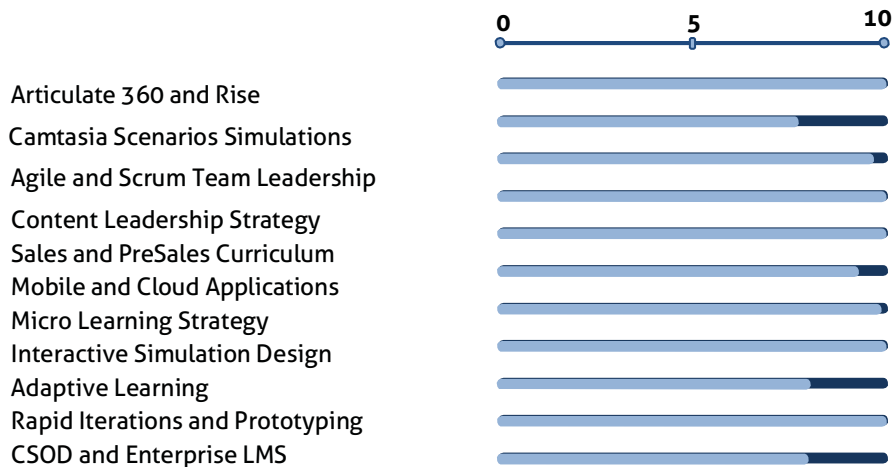 0 5 10
Articulate 360 and Rise
Camtasia Scenarios Simulations
Agile and Scrum Team Leadership
Content Leadership Strategy
Sales and PreSales Curriculum
Mobile and Cloud Applications
Micro Learning Strategy
Interactive Simulation Design
Adaptive Learning
Rapid Iterations and Prototyping
CSOD and Enterprise LMS